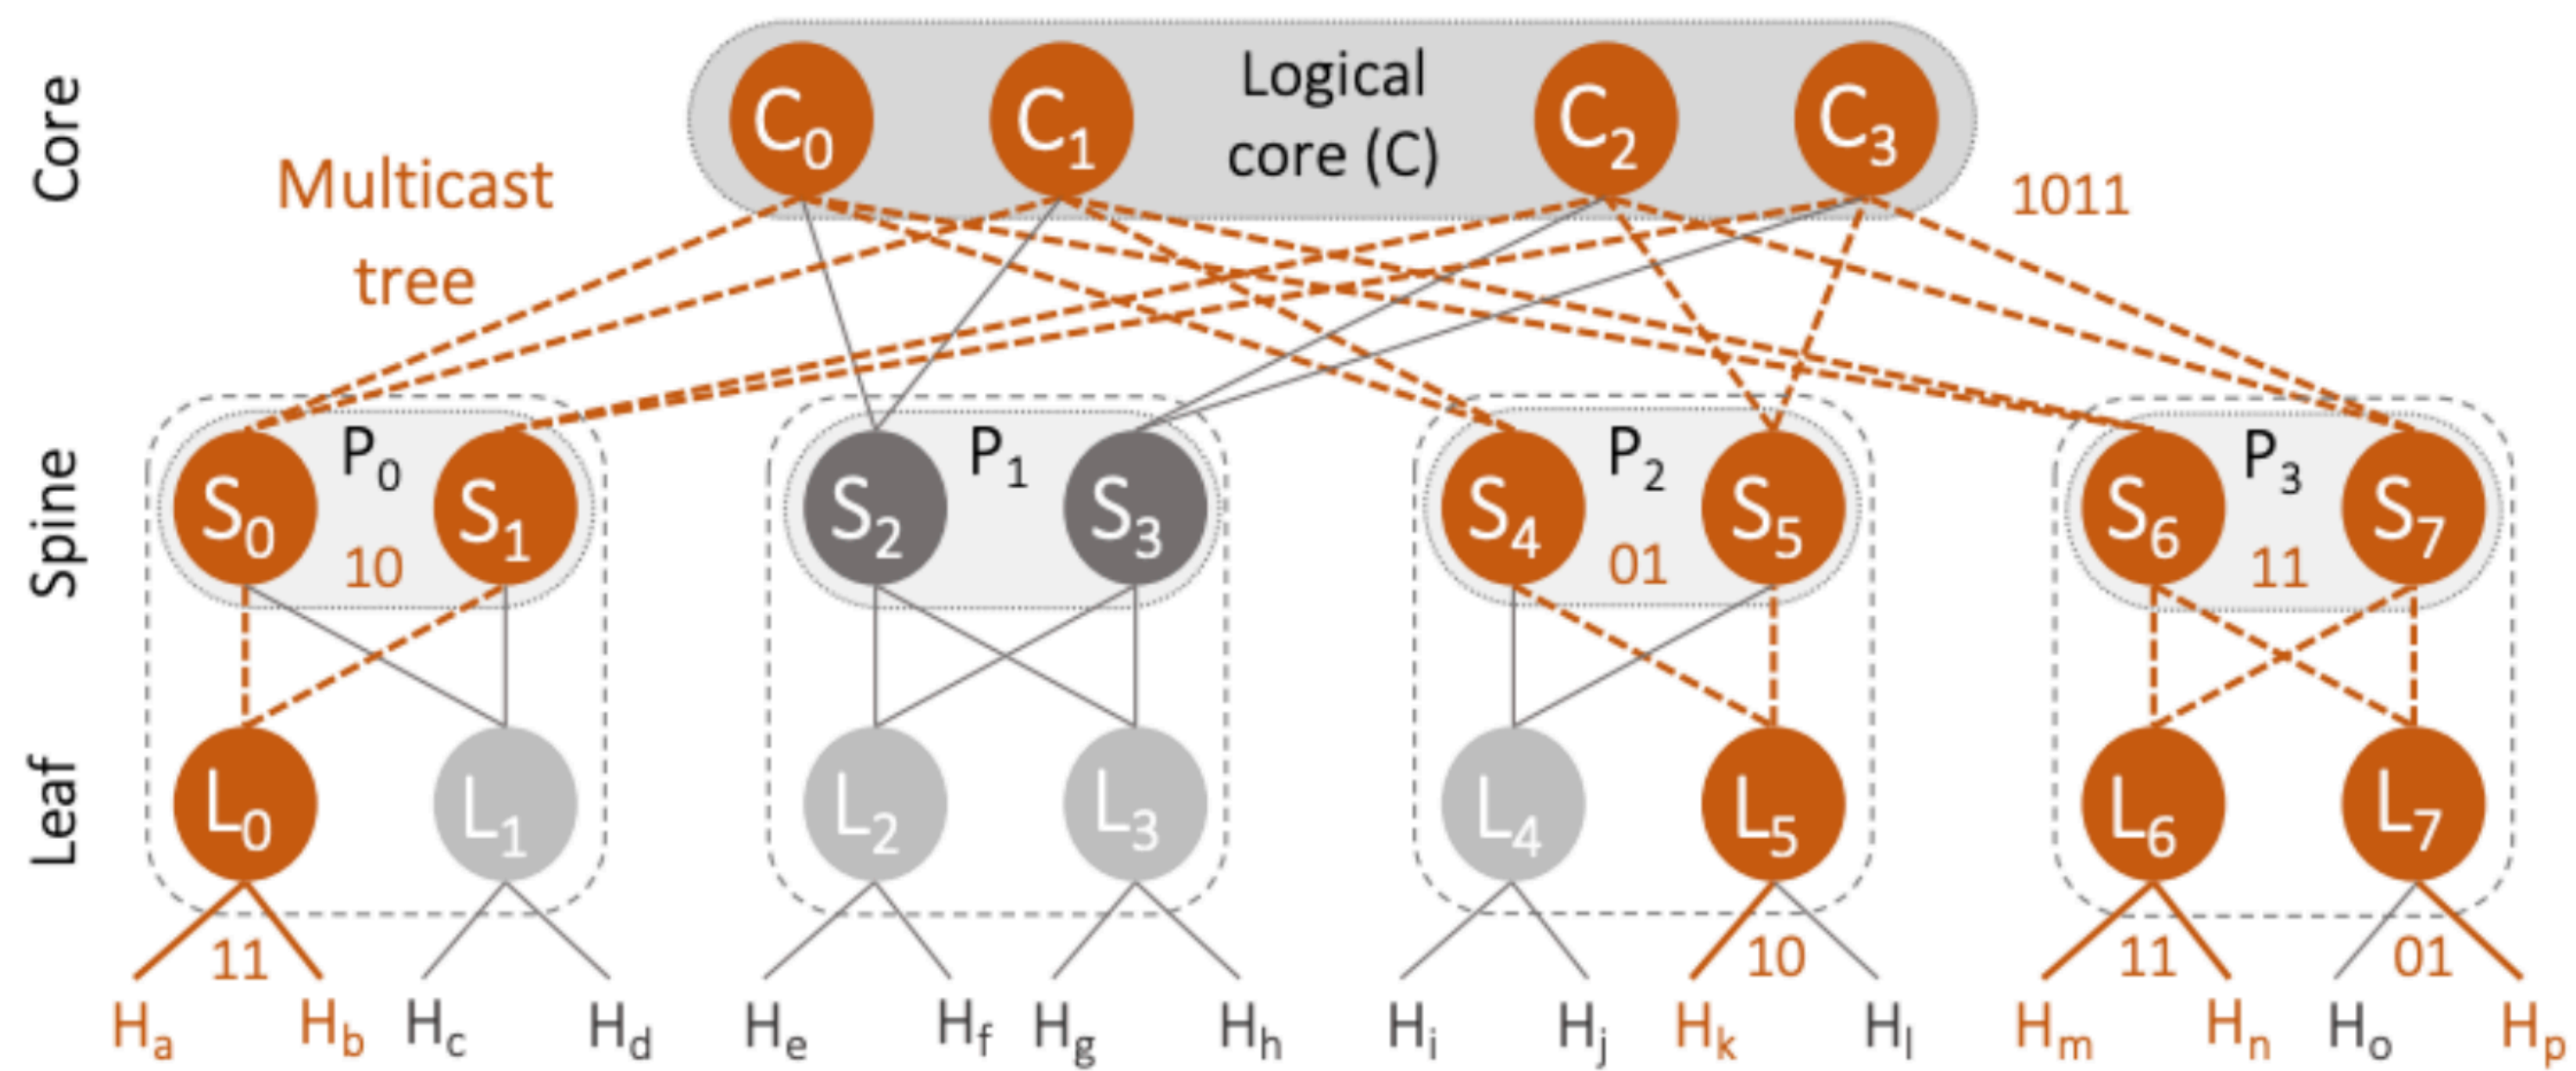 Core
C0
C1
Logical
core (C)
C2
C3
1011
Multicast
tree
Spine
S0
P0
10
S1
S2
P1
S3
S4
P2
01
S5
S6
P3
11
S7
Leaf
L0
L1
L2
L3
L4
L5
L6
L7
11
10
11
01
Ha
Hb
Hc
Hd
He
Hf
Hg
Hh
Hi
Hj
Hk
Hl
Hm
Hn
Ho
Hp